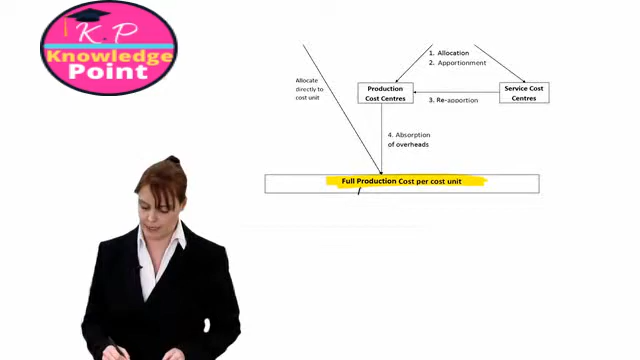 K.P
Knowledge
Point
1. Allocation
2. Apportionment
Allocate
directly to
cost unit
Production
Cost Centres
Service Cost
Centres
3. Re-apportion
4. Absorption
of overheads
Full Production Cost per cost unit